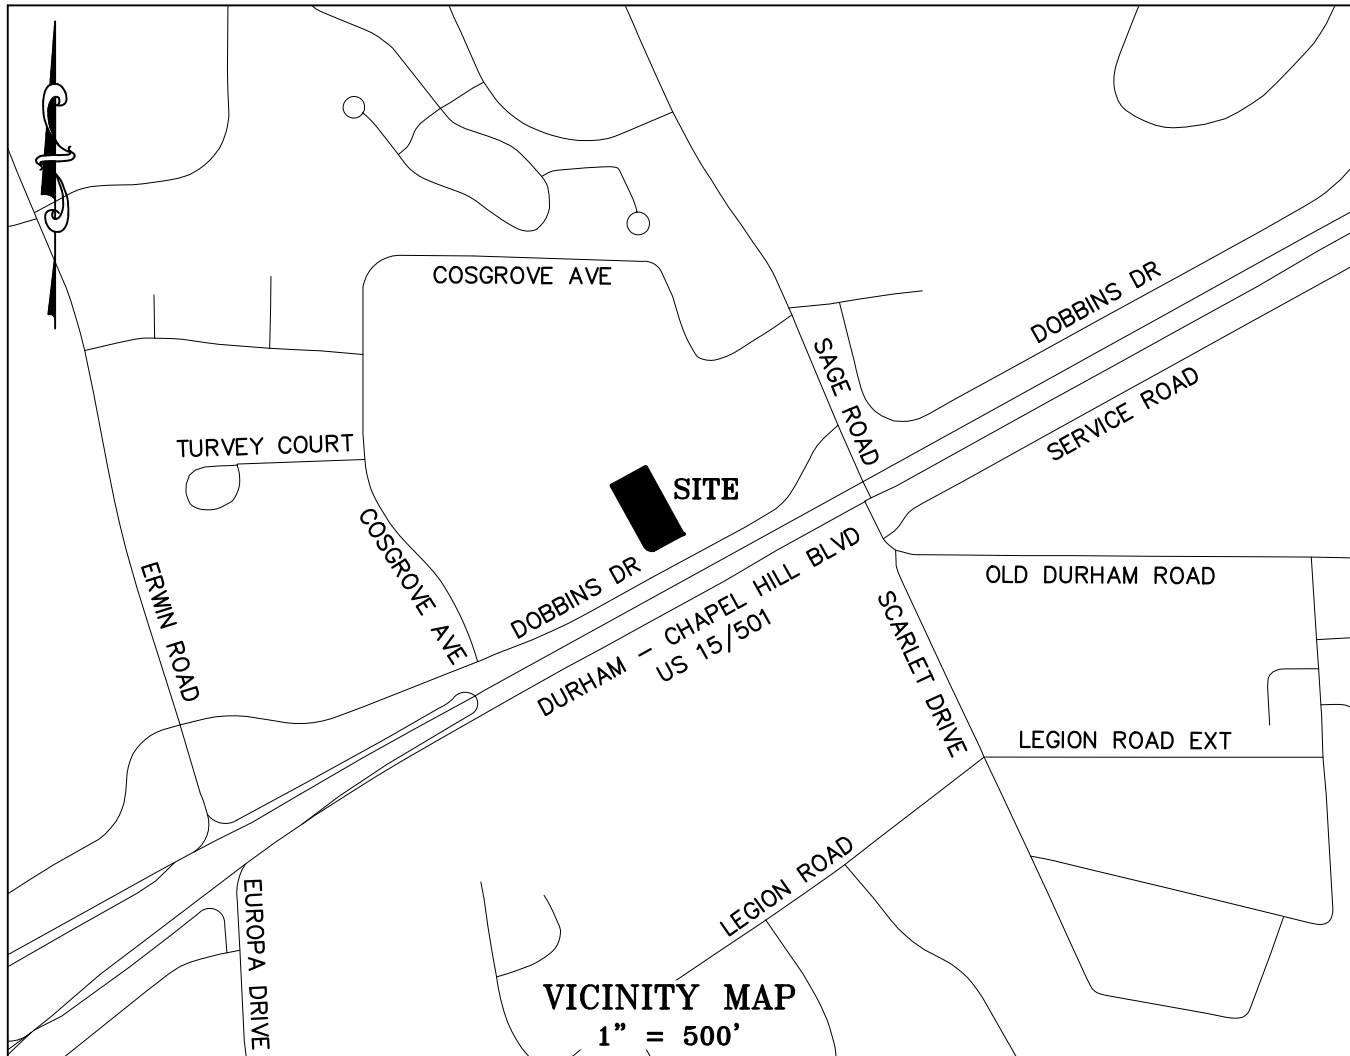 COSGROVE AVE
DOBBINS DR
SAGE ROAD
SERVICE ROAD
TURVEY COURT
SITE
COSGROVE AVE
DOBBINS DR
DURHAM – CHAPEL HILL BLVD
US 15/501
OLD DURHAM ROAD
ERWIN ROAD
SCARLET DRIVE
LEGION ROAD EXT
LEGION ROAD
EUROPA DRIVE
VICINITY MAP
1" = 500'